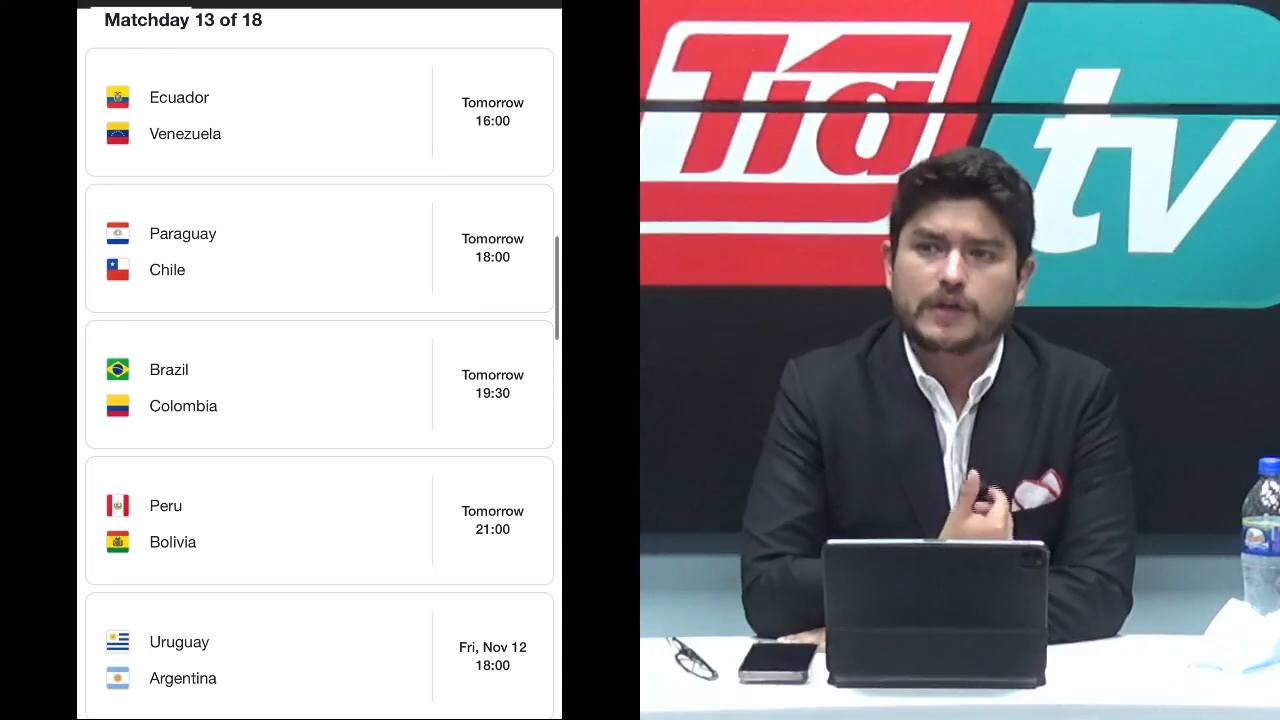 Matchday 13 of 18
Ecuador
Venezuela
Tomorrow
16:00
Paraguay
Chile
Tomorrow
18:00
Brazil
Colombia
Tomorrow
19:30
Peru
Bolivia
Tomorrow
21:00
Uruguay
Argentina
Fri, Nov 12
18:00
Tía
tv